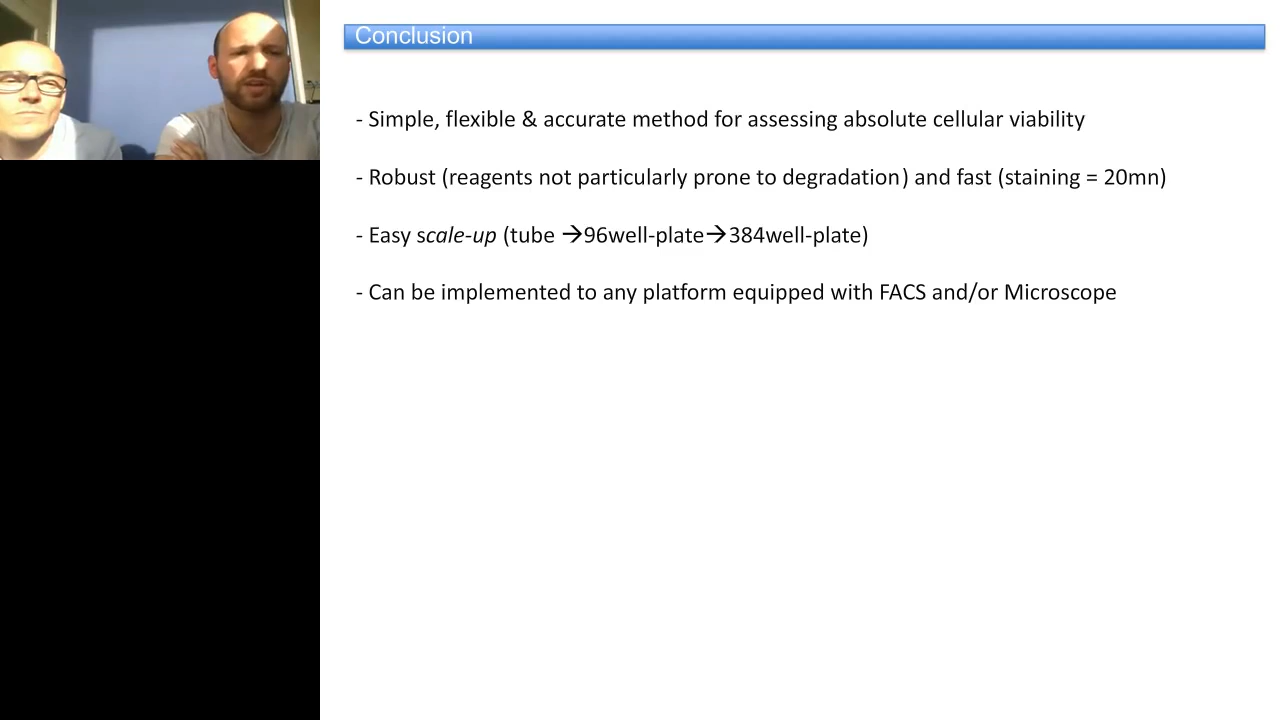 Conclusion
- Simple, flexible & accurate method for assessing absolute cellular viability
- Robust (reagents not particularly prone to degradation) and fast (staining = 20mn)
- Easy scale-up (tube →96well-plate→384well-plate)
- Can be implemented to any platform equipped with FACS and/or Microscope